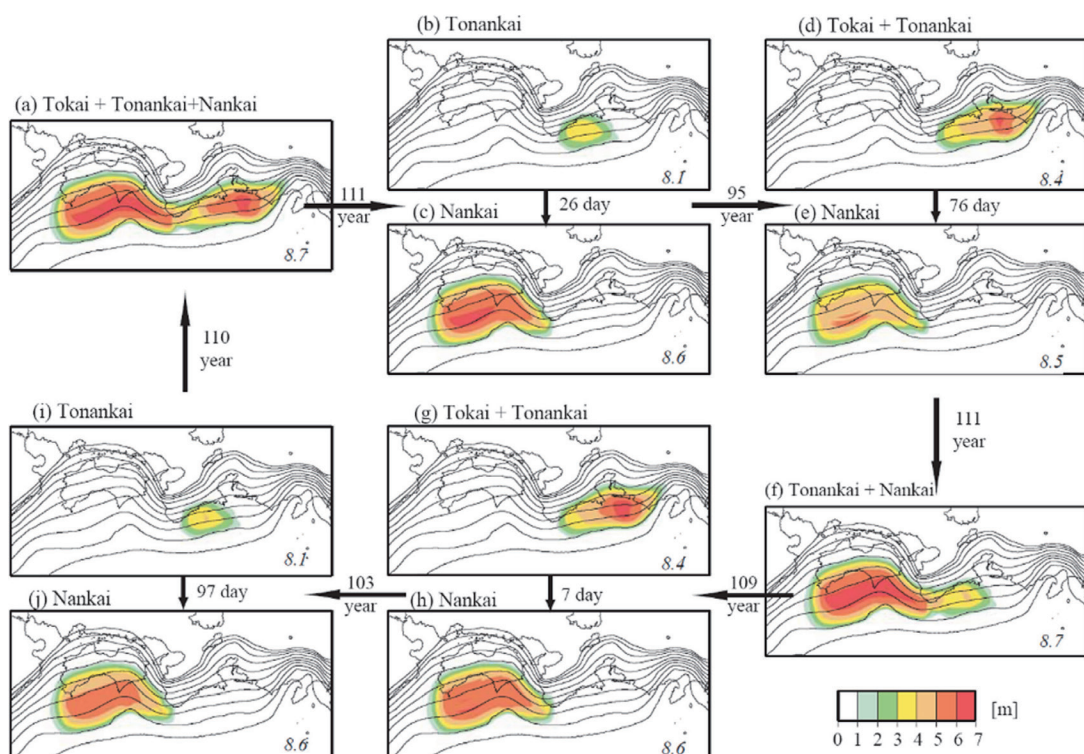 (a) Tokai + Tonankai+Nankai
8.7
111
year
(b) Tonankai
8.1
26 day
(c) Nankai
8.6
95
year
(d) Tokai + Tonankai
8.4
76 day
(e) Nankai
8.5
111
year
(f) Tonankai + Nankai
8.7
109
year
(g) Tokai + Tonankai
8.4
7 day
(h) Nankai
8.6
103
year
(i) Tonankai
8.1
97 day
(j) Nankai
8.6
110
year
[m]
0 1 2 3 4 5 6 7